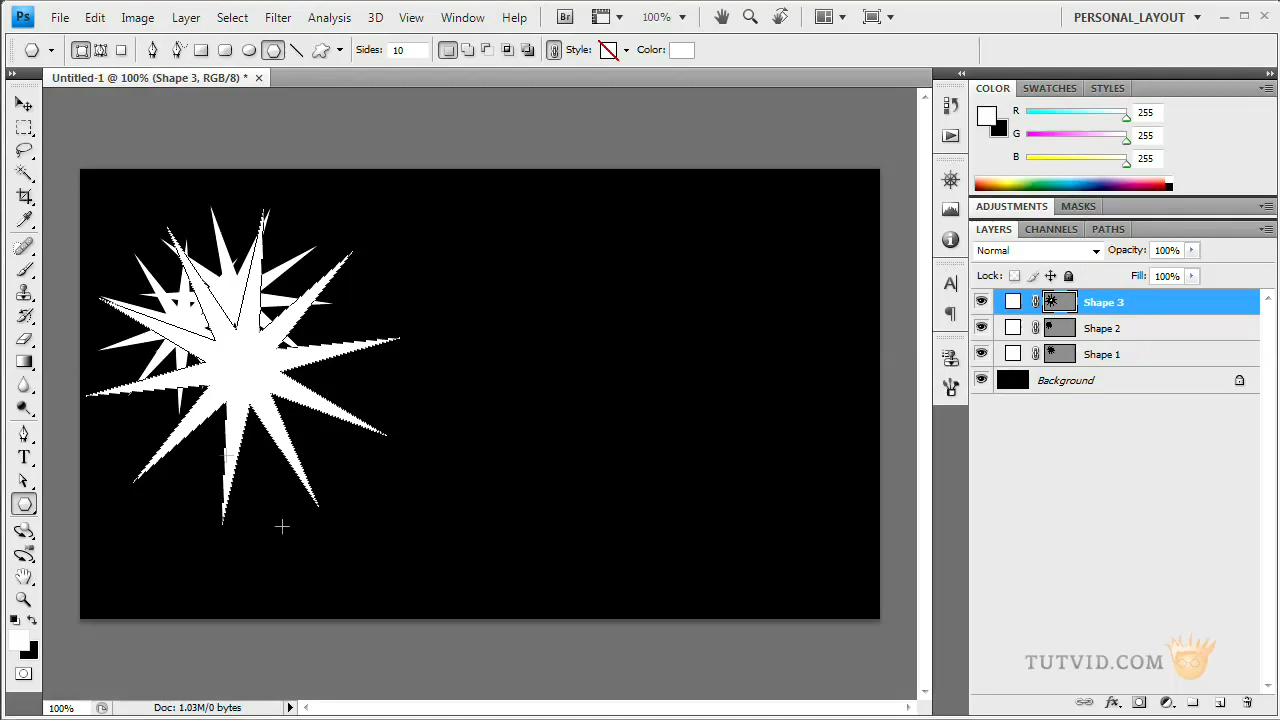 Ps File Edit Image Layer Select Filter Analysis 3D View Window Help Br 100% PERSONAL_LAYOUT
Sides: 10 Style: Color:
Untitled-1 @ 100% (Shape 3, RGB/8) *
COLOR SWATCHES STYLES
R 255
G 255
B 255
ADJUSTMENTS MASKS
LAYERS CHANNELS PATHS
Normal Opacity: 100%
Lock: Fill: 100%
Shape 3
Shape 2
Shape 1
Background
A
T
TUTVID.COM
fx
100% Doc: 1.03M/0 bytes